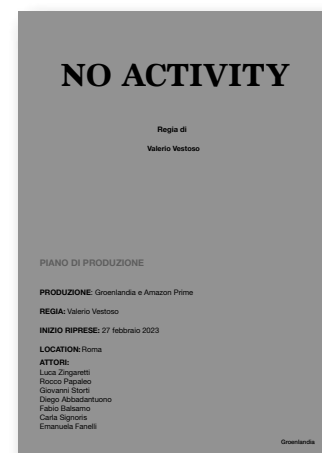 NO ACTIVITY
Regia di
Valerio Vestoso
PIANO DI PRODUZIONE
PRODUZIONE: Groenlandia e Amazon Prime
REGIA: Valerio Vestoso
INIZIO RIPRESE: 27 febbraio 2023
LOCATION: Roma
ATTORI:
Luca Zingaretti
Rocco Papaleo
Giovanni Storti
Diego Abbadantuono
Fabio Balsamo
Carla Signoris
Emanuela Fanelli
Groenlandia